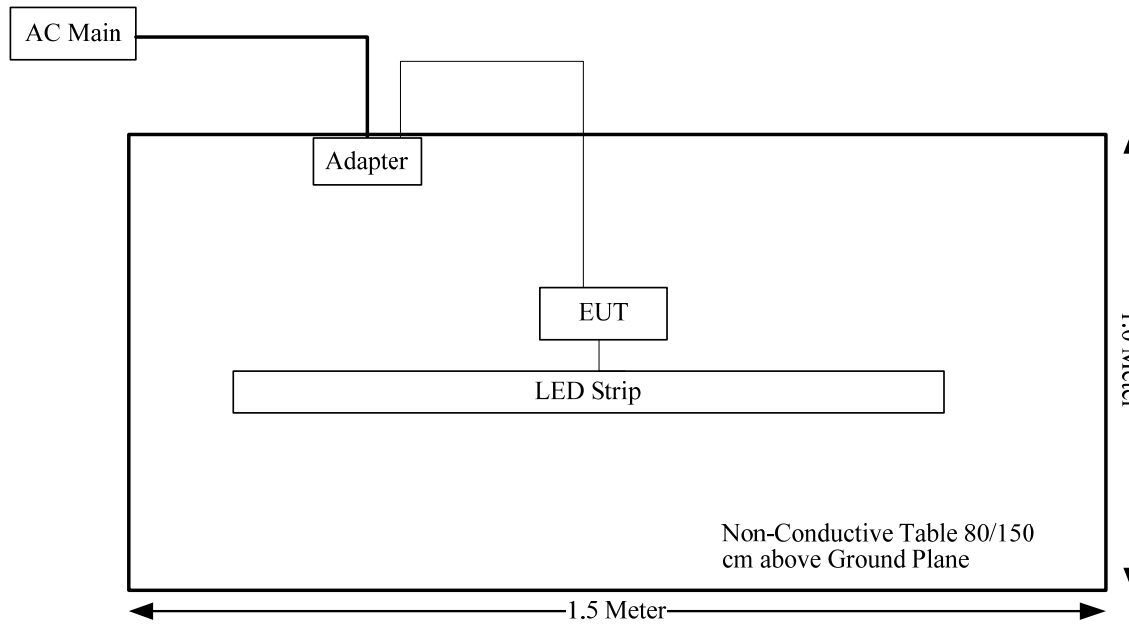 AC Main
Adapter
EUT
LED Strip
Non-Conductive Table 80/150
cm above Ground Plane
1.5 Meter